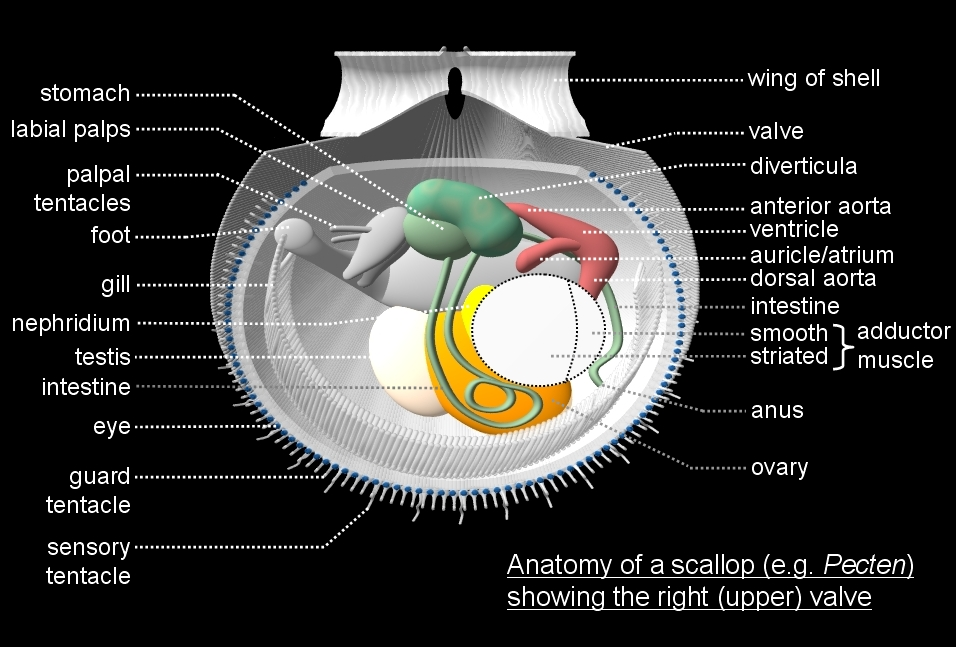 stomach
labial palps
palpal
tentacles
foot
gill
nephridium
testis
intestine
eye
guard
tentacle
sensory
tentacle
wing of shell
valve
diverticula
anterior aorta
ventricle
auricle/atrium
dorsal aorta
intestine
smooth
striated
adductor
muscle
anus
ovary
Anatomy of a scallop (e.g. Pecten)
showing the right (upper) valve